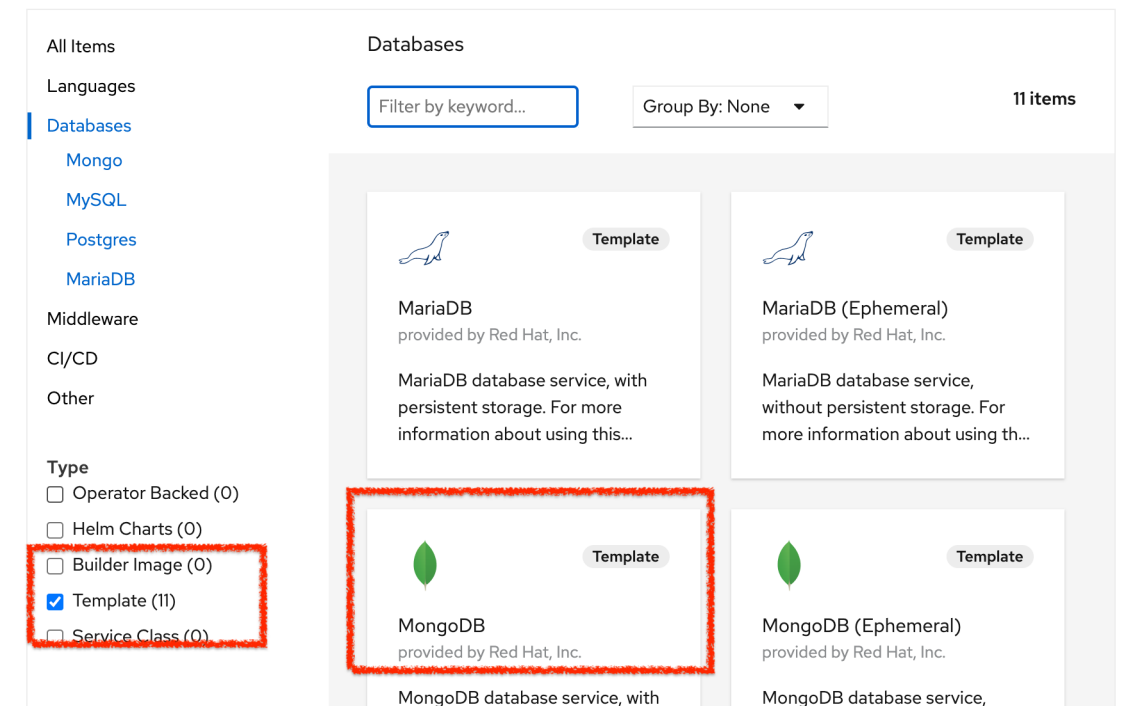 All Items
Languages
Databases
Mongo
MySQL
Postgres
MariaDB
Middleware
CI/CD
Other
Type
Operator Backed (0)
Helm Charts (0)
Builder Image (0)
Template (11)
Service Class (0)
Databases
Filter by keyword...
Group By: None
11 items
Template
MariaDB
provided by Red Hat, Inc.
MariaDB database service, with
persistent storage. For more
information about using this...
Template
MariaDB (Ephemeral)
provided by Red Hat, Inc.
MariaDB database service,
without persistent storage. For
more information about using th...
Template
MongoDB
provided by Red Hat, Inc.
MongoDB database service, with
Template
MongoDB (Ephemeral)
provided by Red Hat, Inc.
MongoDB database service,